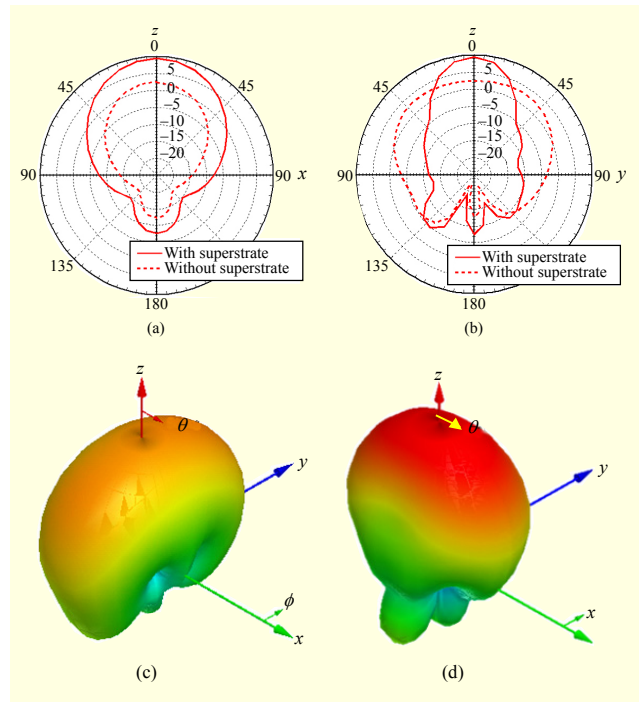 z
0
45
45
5
0
−5
−10
−15
−20
90
90 x
With superstrate
Without superstrate
135
180
(a)
z
0
45
45
5
0
−5
−10
−15
−20
90
90 y
With superstrate
Without superstrate
135
180
(b)
z
θ
y
ϕ
x
(c)
z
θ
y
x
(d)